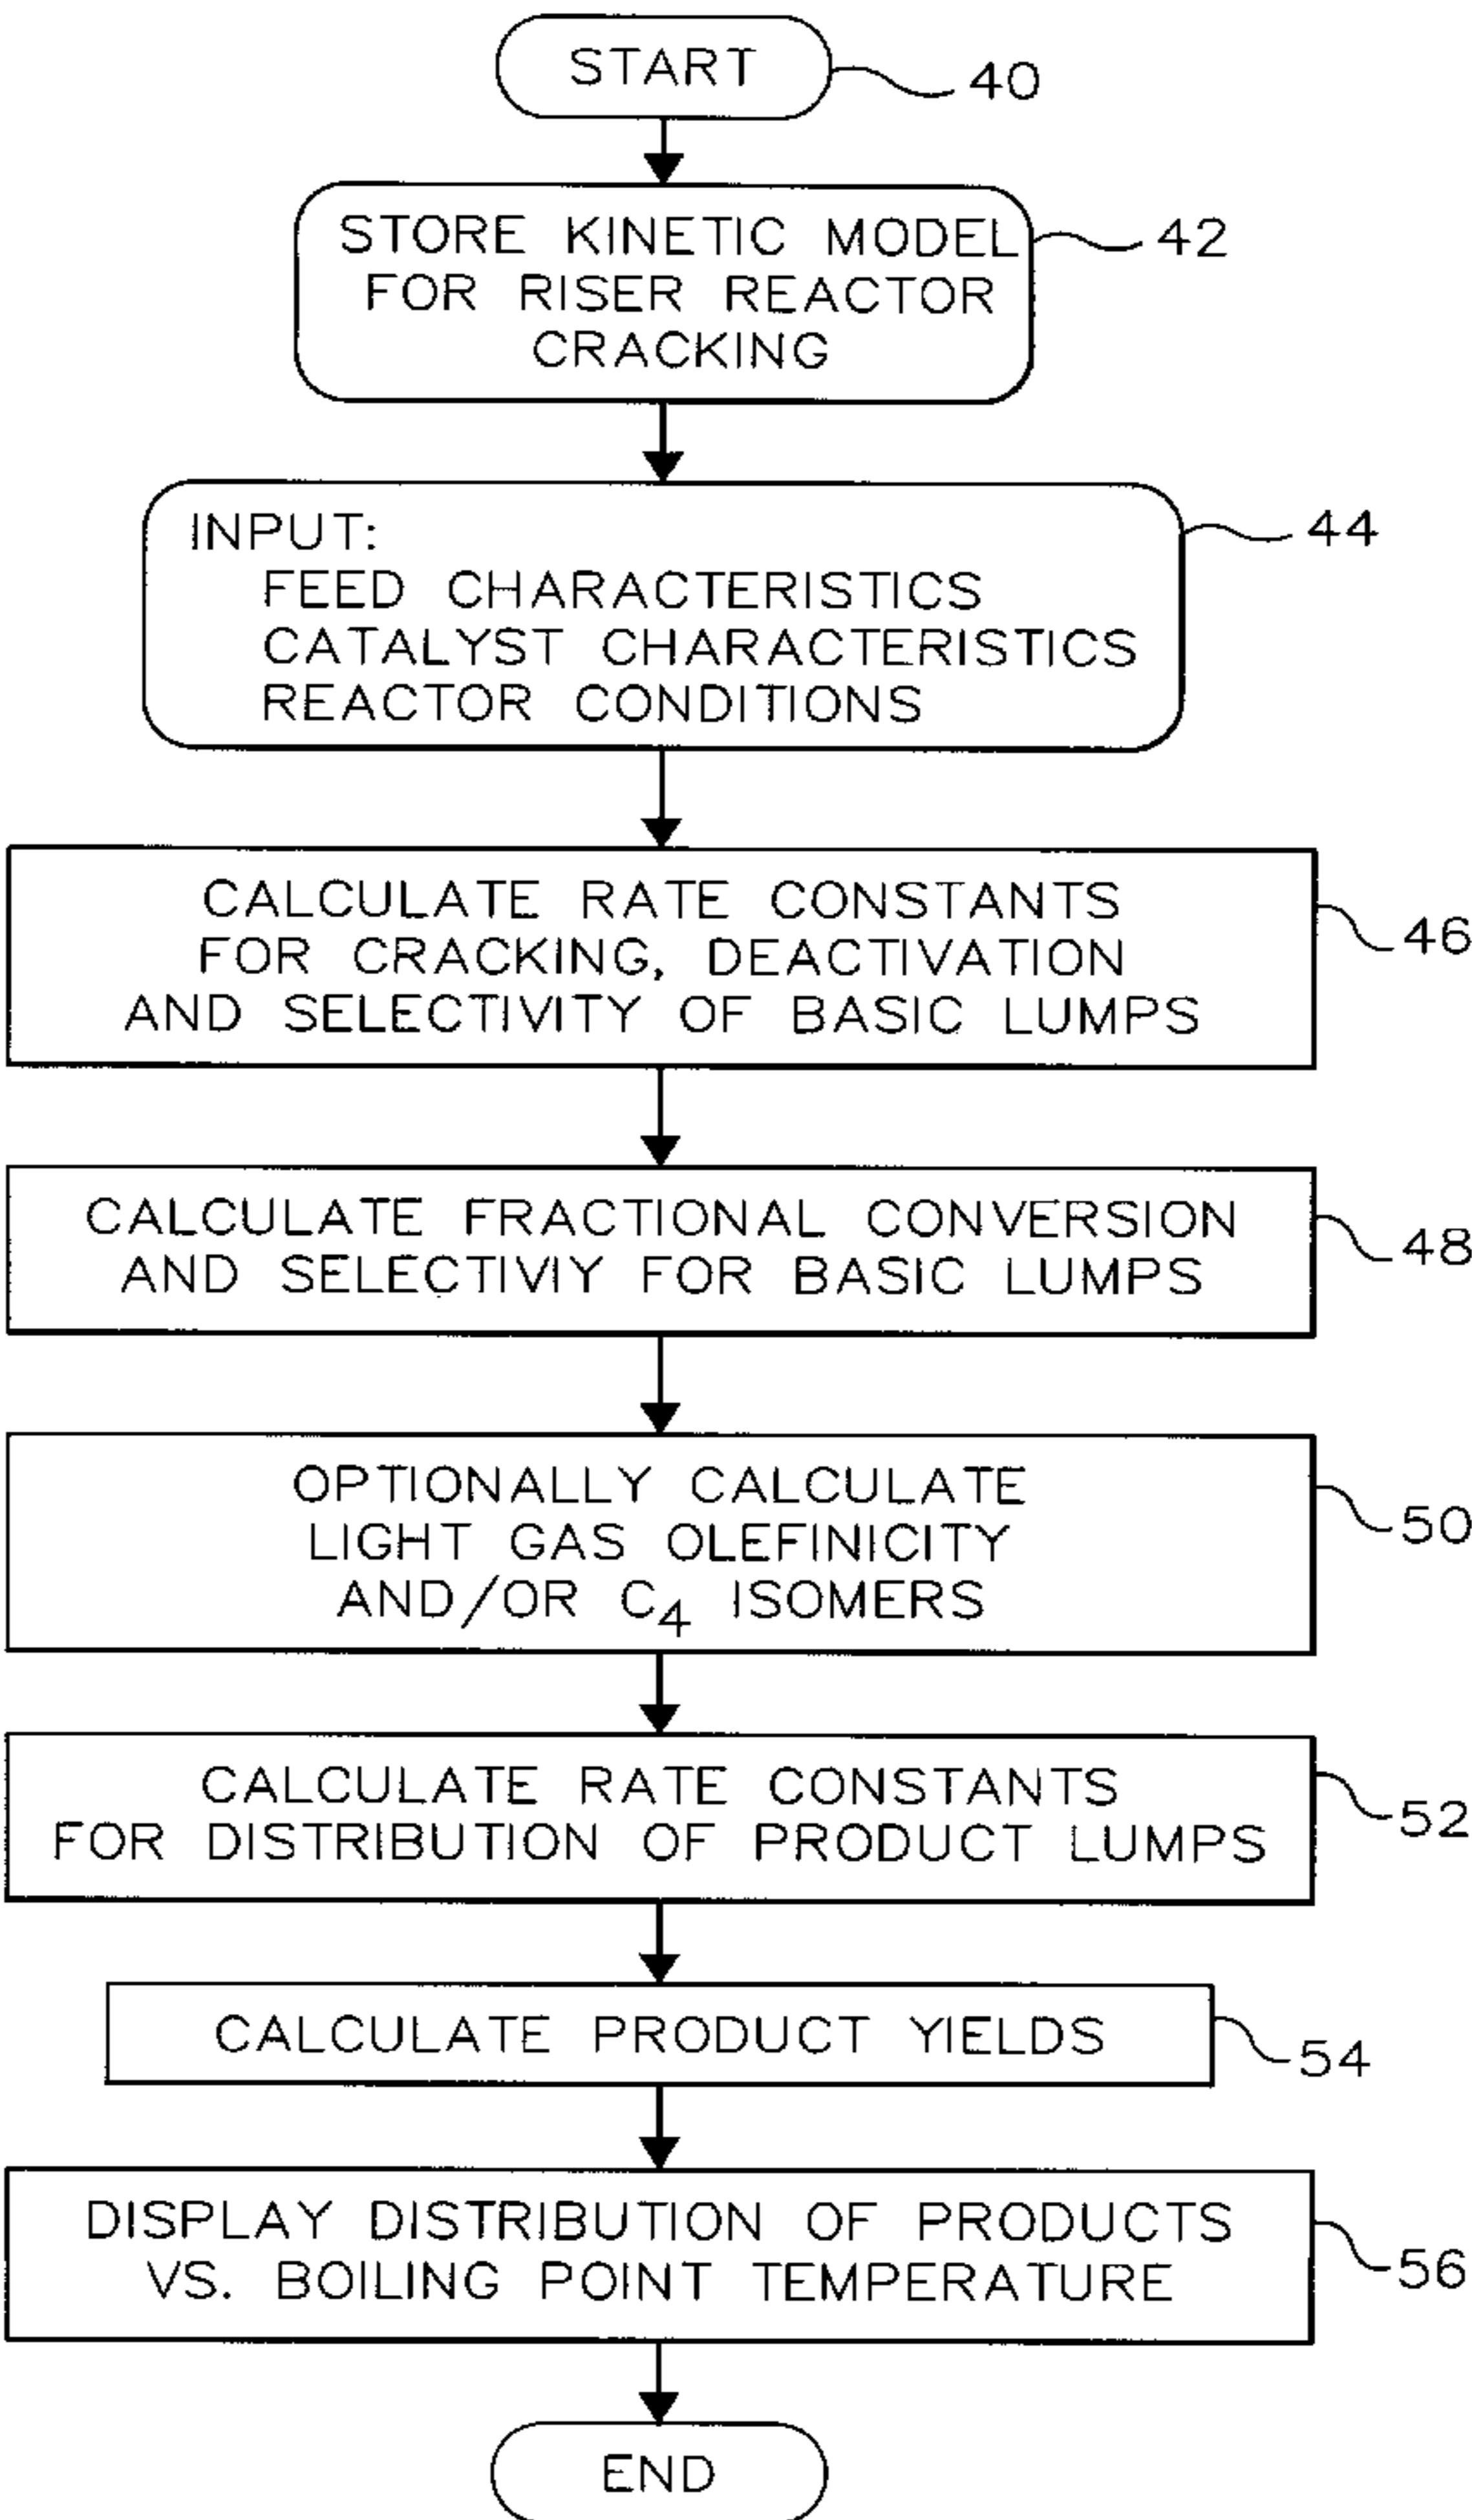 START
40
STORE KINETIC MODEL
FOR RISER REACTOR
CRACKING
42
INPUT:
FEED CHARACTERISTICS
CATALYST CHARACTERISTICS
REACTOR CONDITIONS
44
CALCULATE RATE CONSTANTS
FOR CRACKING, DEACTIVATION
AND SELECTIVITY OF BASIC LUMPS
46
CALCULATE FRACTIONAL CONVERSION
AND SELECTIVIY FOR BASIC LUMPS
48
OPTIONALLY CALCULATE
LIGHT GAS OLEFINICITY
AND/OR C4 ISOMERS
50
CALCULATE RATE CONSTANTS
FOR DISTRIBUTION OF PRODUCT LUMPS
52
CALCULATE PRODUCT YIELDS
54
DISPLAY DISTRIBUTION OF PRODUCTS
VS. BOILING POINT TEMPERATURE
56
END